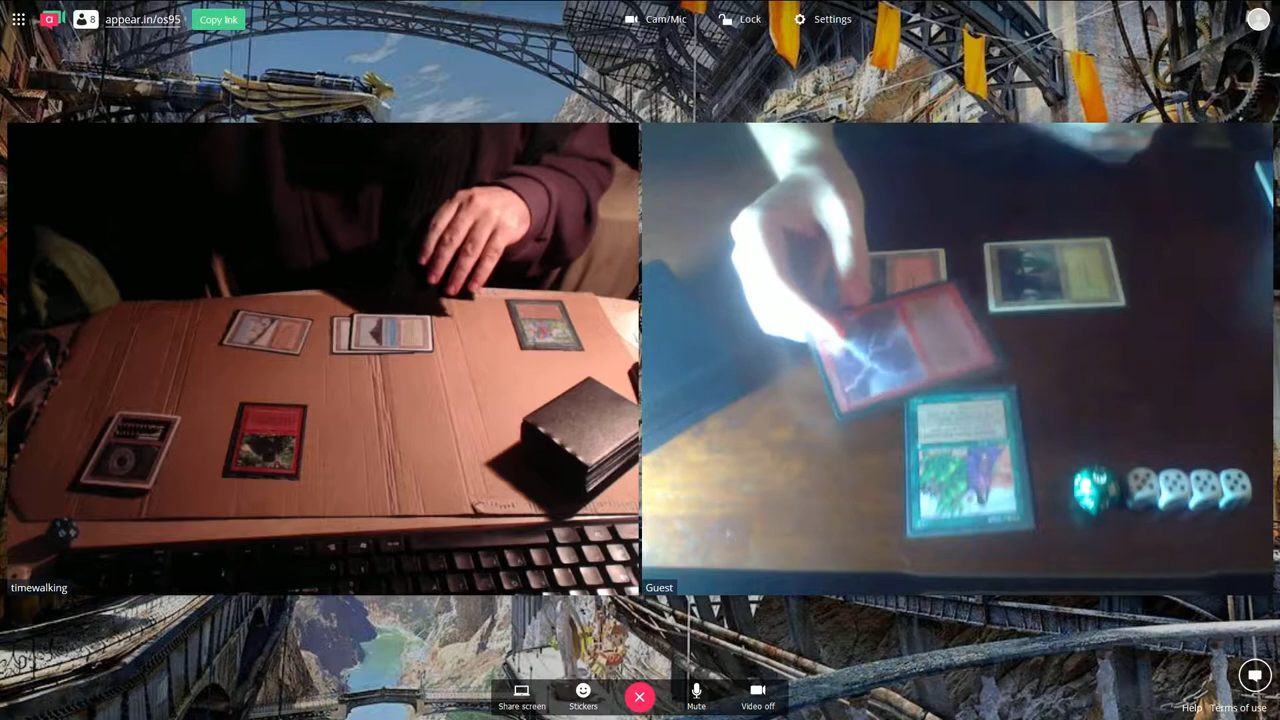 8
appear.in/os95
Copy link
Cam/Mic
Lock
Settings
timewalking
Guest
Share screen
Stickers
Mute
Video off
Help
Terms of use